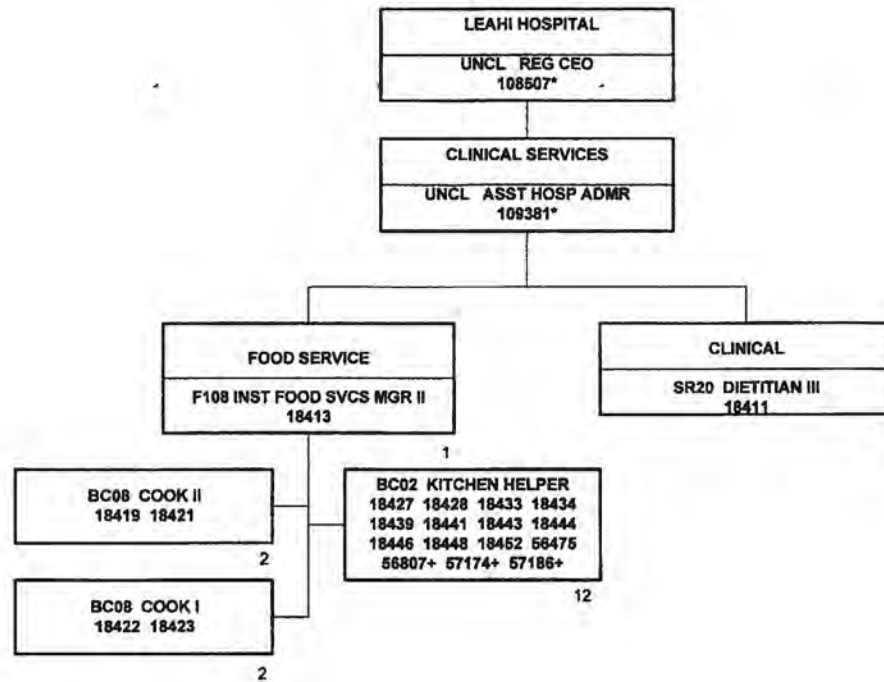 LEAHI HOSPITAL
UNCL REG CEO
108507*
CLINICAL SERVICES
UNCL ASST HOSP ADMR
109381*
FOOD SERVICE
F108 INST FOOD SVCS MGR II
18413
1
CLINICAL
SR20 DIETITIAN III
18411
BC08 COOK II
18419 18421
2
BC02 KITCHEN HELPER
18427 18428 18433 18434
18439 18441 18443 18444
18446 18448 18452 56475
56807+ 57174+ 57186+
12
BC08 COOK I
18422 18423
2